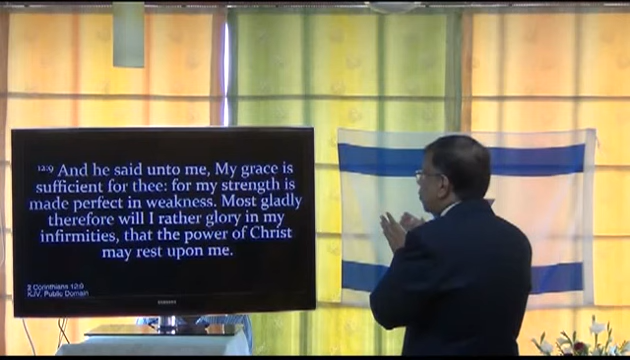 12:9 And he said unto me, My grace is
sufficient for thee: for my strength is
made perfect in weakness. Most gladly
therefore will I rather glory in my
infirmities, that the power of Christ
may rest upon me.
2 Corinthians 12:9
KJV, Public Domain
SAMSUNG